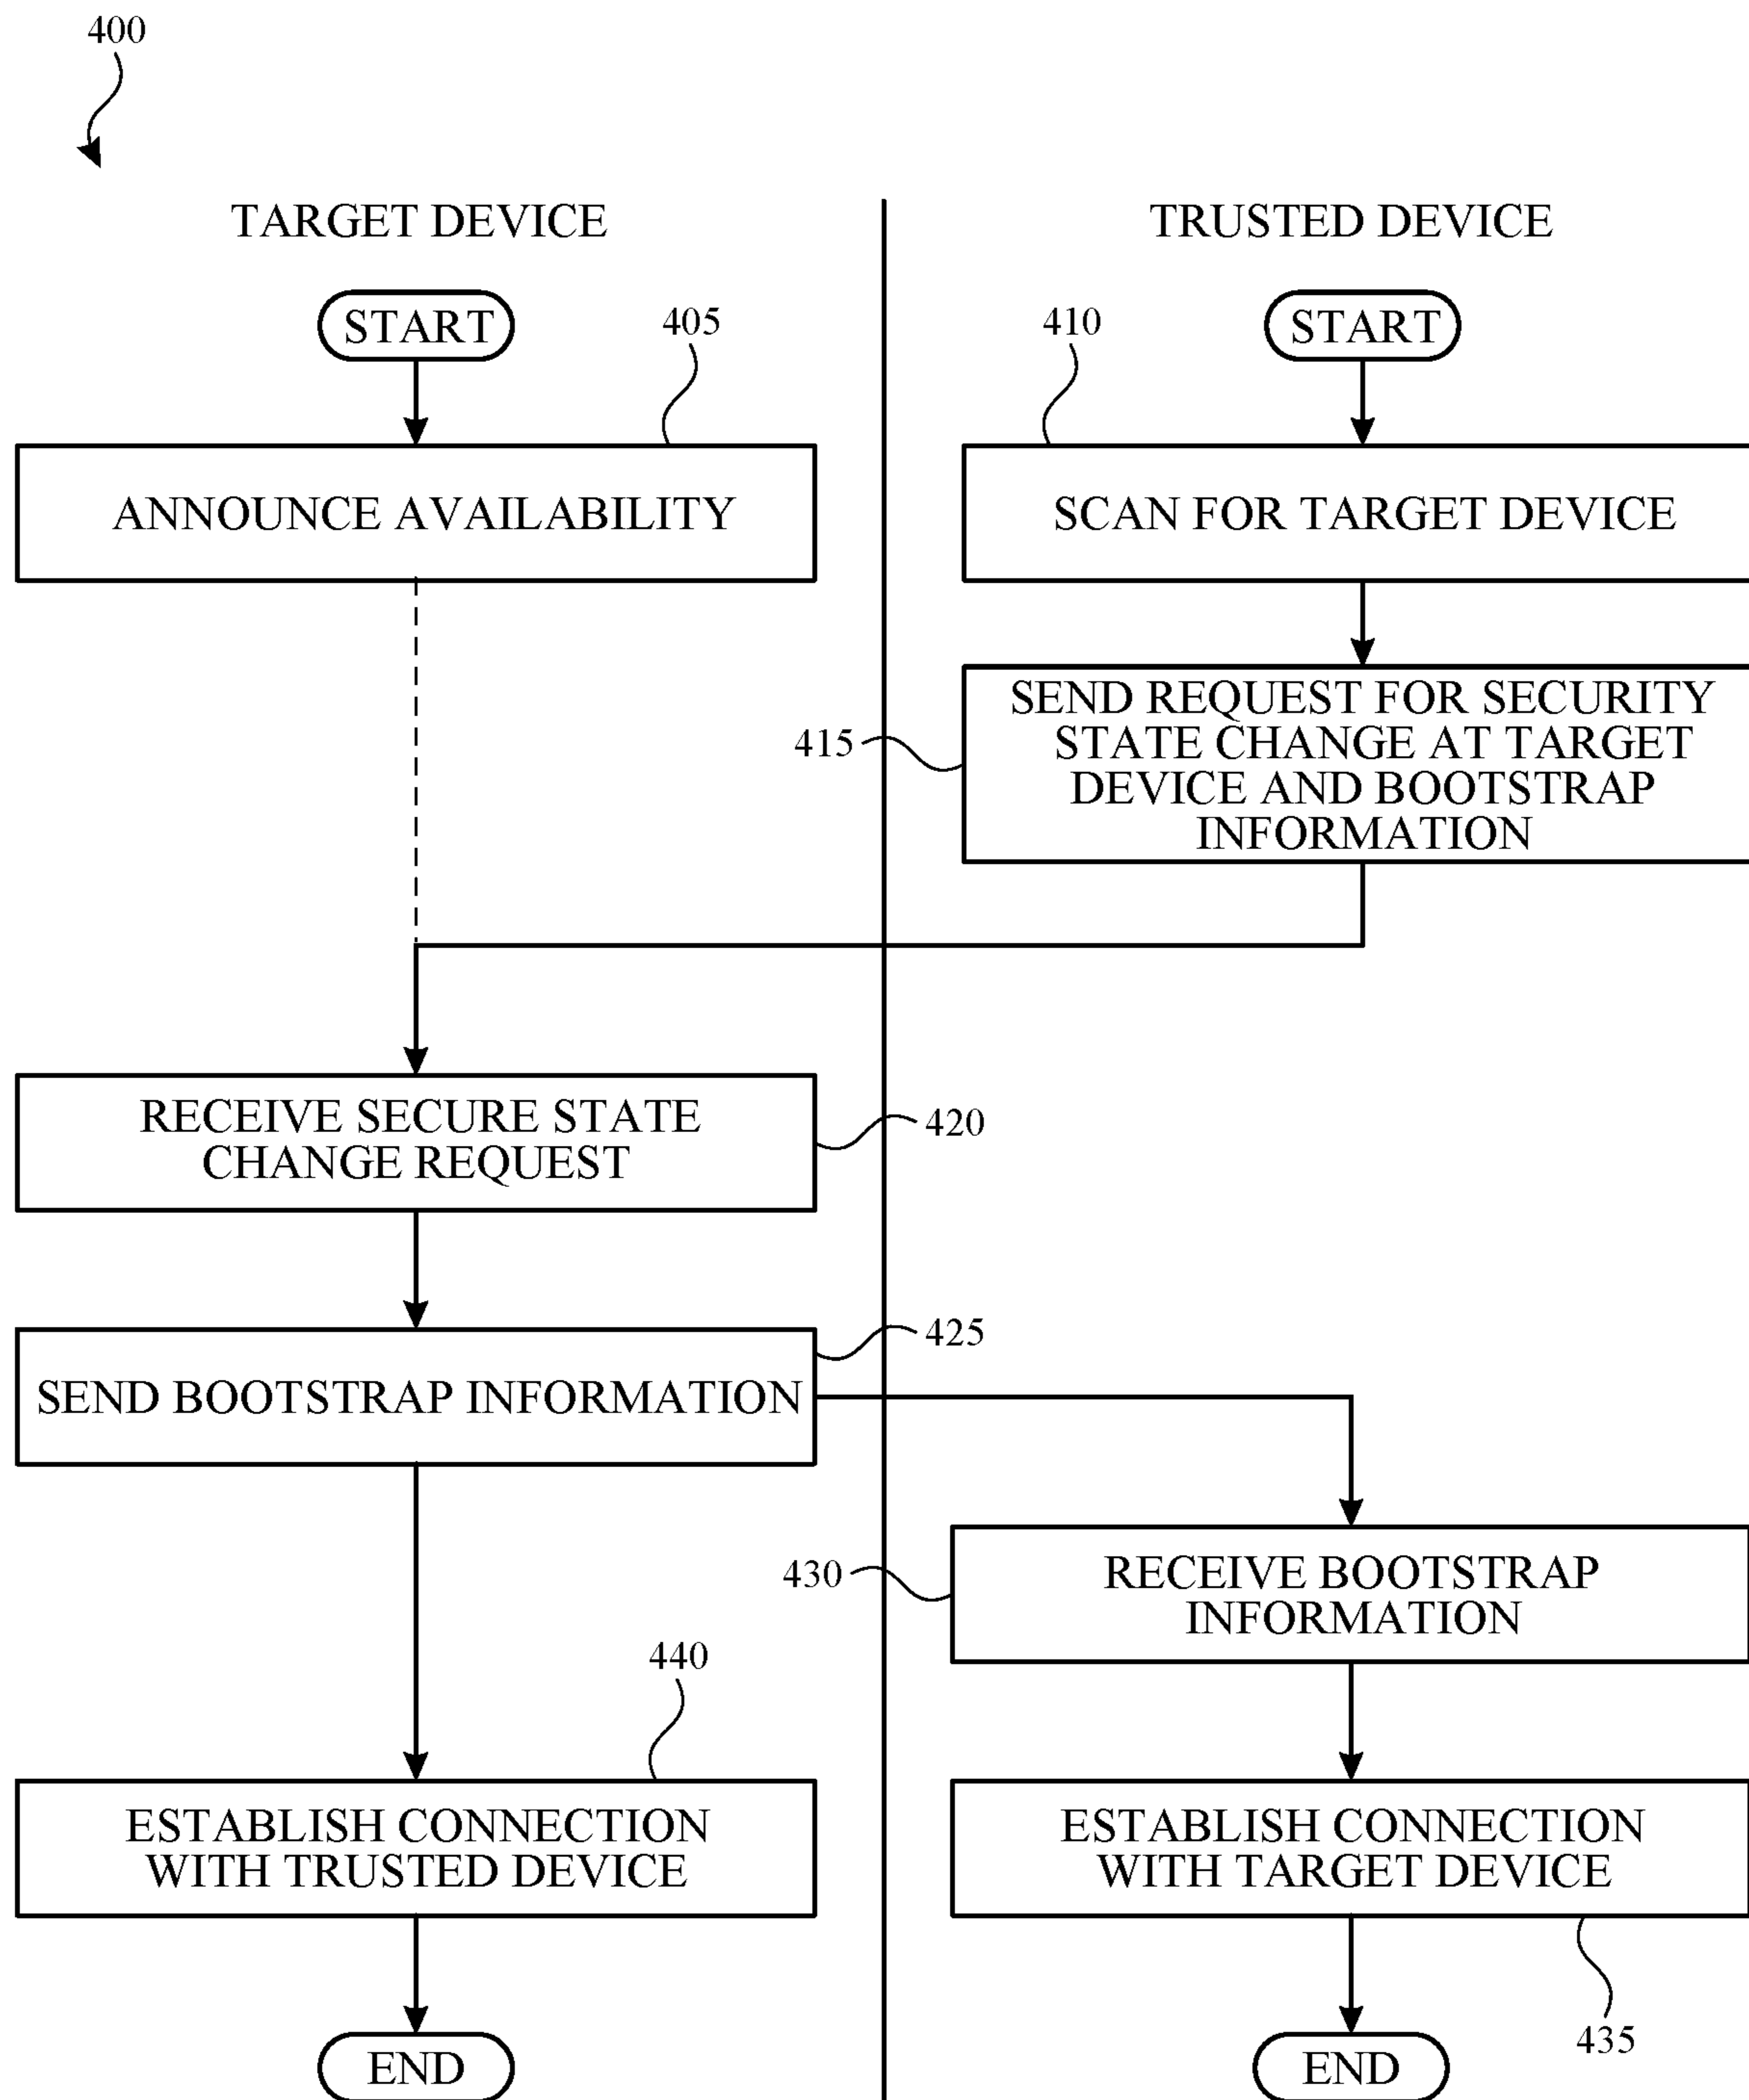 400
TARGET DEVICE
TRUSTED DEVICE
START
START
405
410
ANNOUNCE AVAILABILITY
SCAN FOR TARGET DEVICE
SEND REQUEST FOR SECURITY
STATE CHANGE AT TARGET
DEVICE AND BOOTSTRAP
INFORMATION
415
RECEIVE SECURE STATE
CHANGE REQUEST
420
SEND BOOTSTRAP INFORMATION
425
430
RECEIVE BOOTSTRAP
INFORMATION
440
ESTABLISH CONNECTION
WITH TRUSTED DEVICE
ESTABLISH CONNECTION
WITH TARGET DEVICE
435
END
END